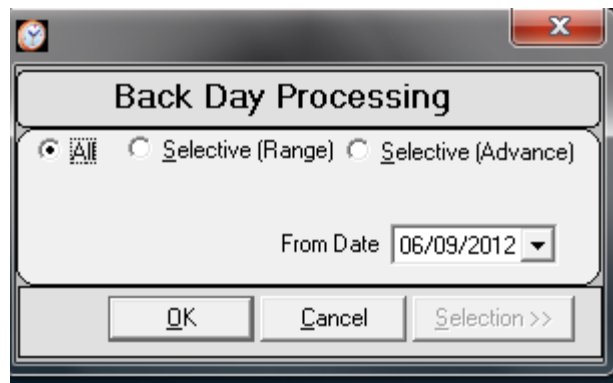 Back Day Processing
All Selective (Range) Selective (Advance)
From Date 06/09/2012
OK Cancel Selection >>